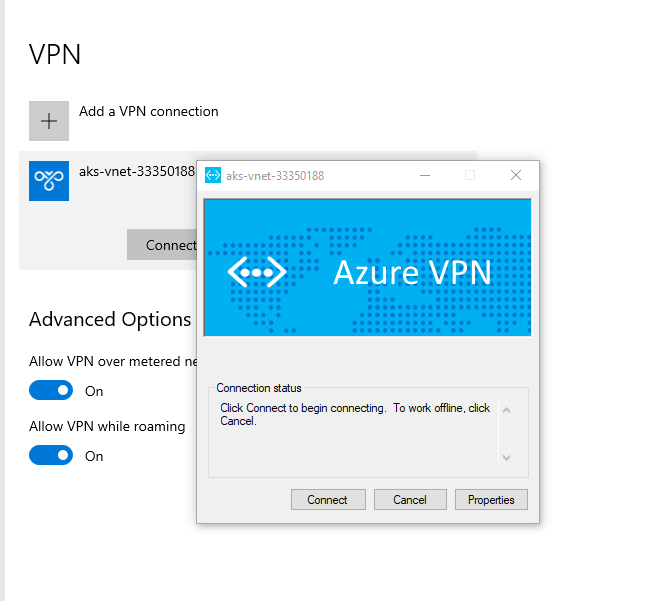 VPN
Add a VPN connection
aks-vnet-33350188
Connect
Advanced Options
Allow VPN over metered ne
On
Allow VPN while roaming
On
aks-vnet-33350188
Azure VPN
Connection status
Click Connect to begin connecting. To work offline, click
Cancel.
Connect
Cancel
Properties